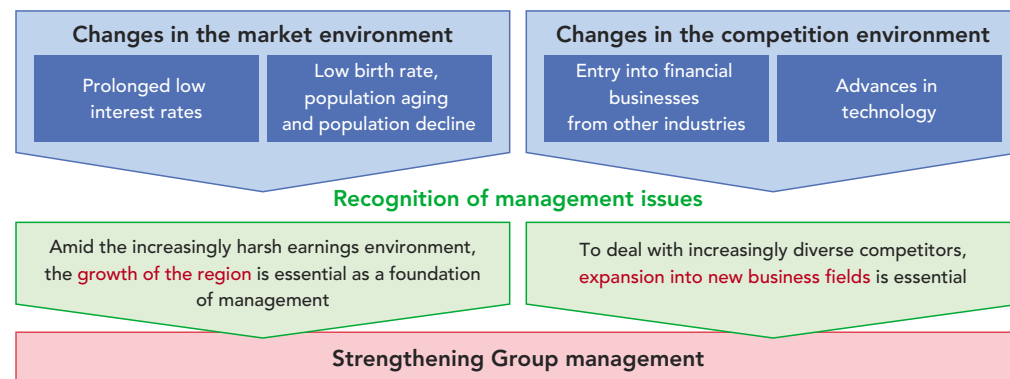 Changes in the market environment
Prolonged low
interest rates
Low birth rate,
population aging
and population decline
Changes in the competition environment
Entry into financial
businesses
from other industries
Advances in
technology
Recognition of management issues
Amid the increasingly harsh earnings environment,
the growth of the region is essential as a foundation
of management
To deal with increasingly diverse competitors,
expansion into new business fields is essential
Strengthening Group management